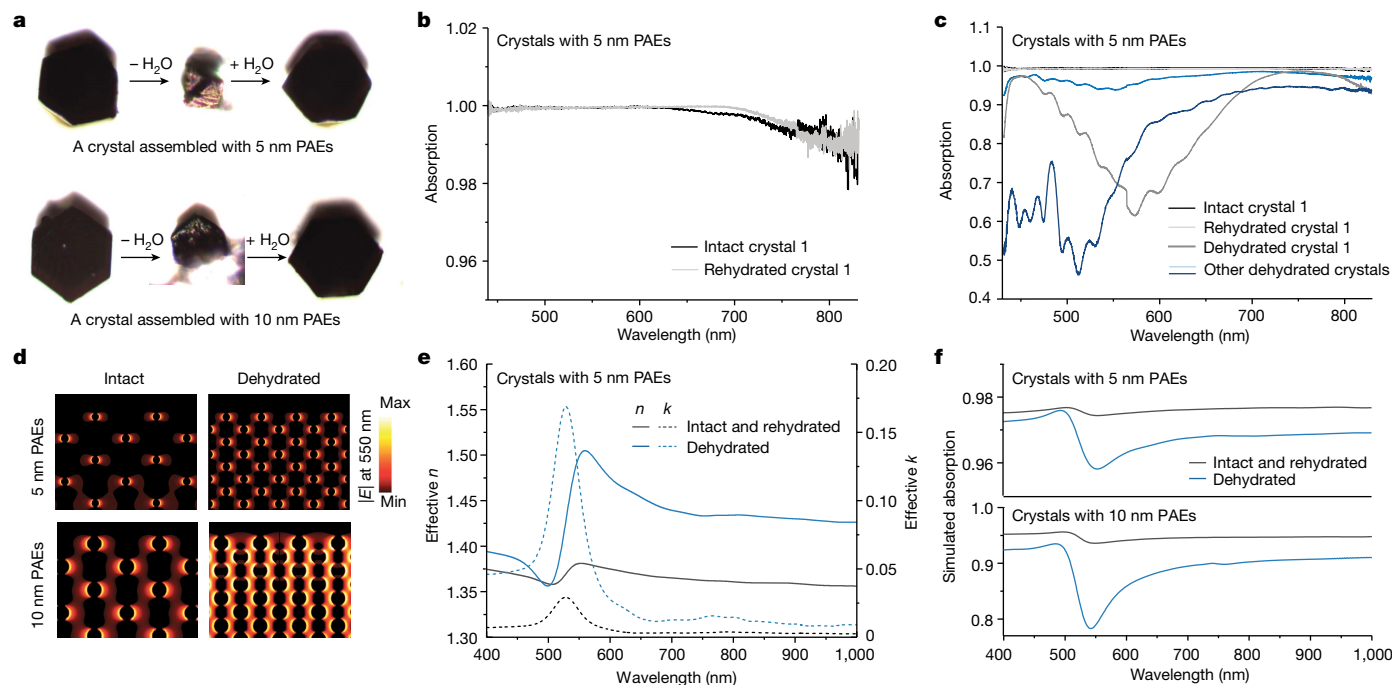 a
– H₂O
+ H₂O
A crystal assembled with 5 nm PAEs
– H₂O
+ H₂O
A crystal assembled with 10 nm PAEs
b
Crystals with 5 nm PAEs
1.02
1.00
0.98
0.96
Absorption
Intact crystal 1
Rehydrated crystal 1
500 600 700 800
Wavelength (nm)
c
Crystals with 5 nm PAEs
1.1
1.0
0.9
0.8
0.7
0.6
0.5
0.4
Absorption
Intact crystal 1
Rehydrated crystal 1
Dehydrated crystal 1
Other dehydrated crystals
500 600 700 800
Wavelength (nm)
d
Intact Dehydrated
5 nm PAEs
10 nm PAEs
Max
|E| at 550 nm
Min
e
Crystals with 5 nm PAEs
n k
Intact and rehydrated
Dehydrated
1.60
1.55
1.50
1.45
1.40
1.35
1.30
Effective n
0.20
0.15
0.10
0.05
0
Effective k
400 500 600 700 800 900 1,000
Wavelength (nm)
f
Crystals with 5 nm PAEs
0.98
0.96
Intact and rehydrated
Dehydrated
Simulated absorption
Crystals with 10 nm PAEs
1.0
0.9
0.8
400 500 600 700 800 900 1,000
Wavelength (nm)